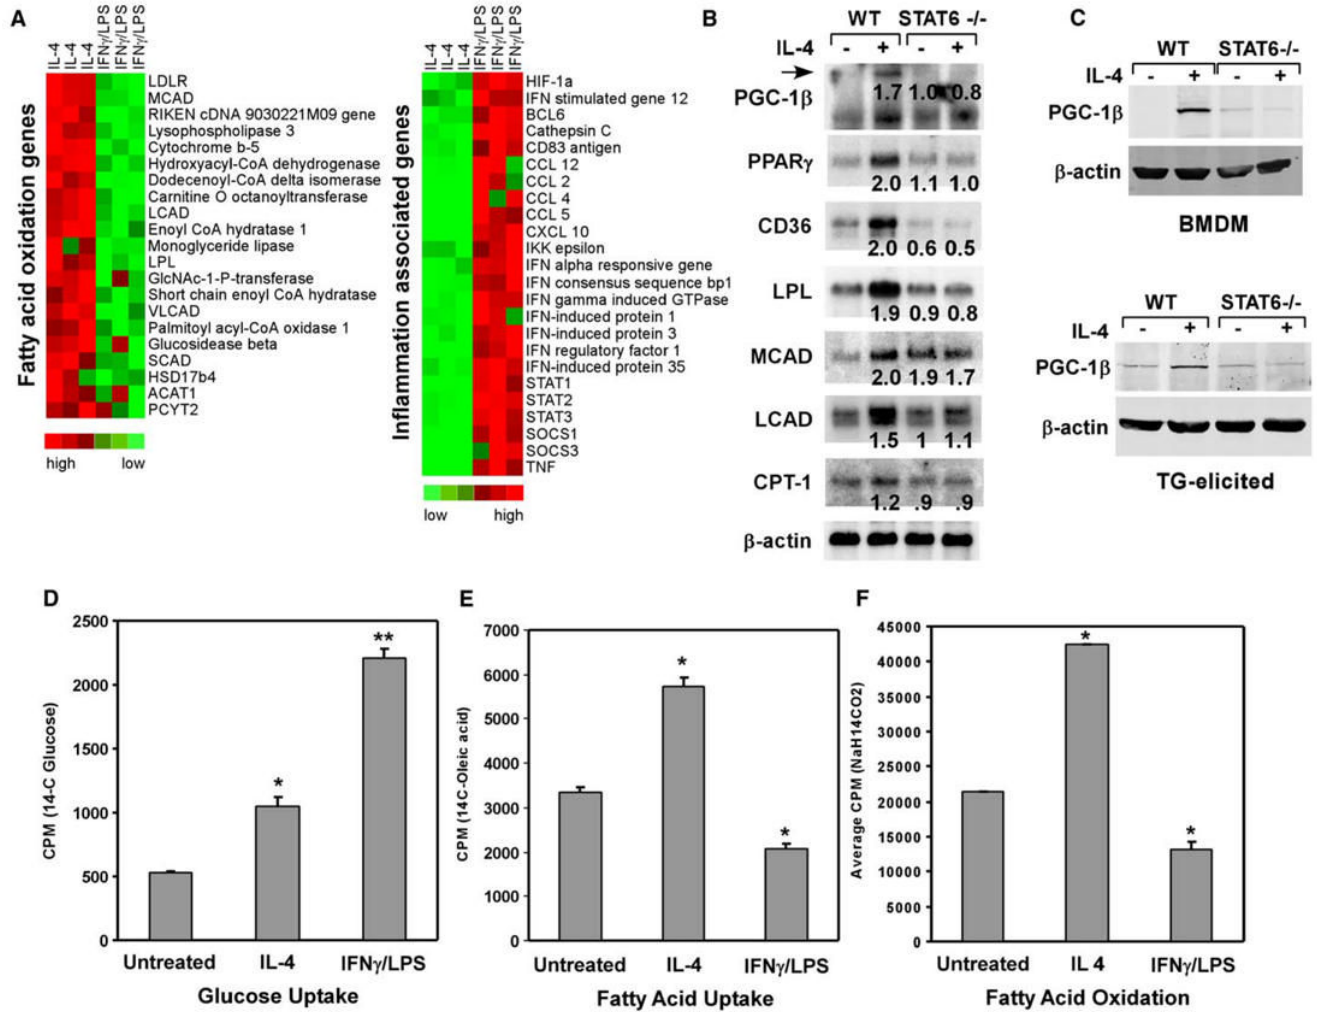 A
Fatty acid oxidation genes
IL-4
IL-4
IL-4
IFNγ/LPS
IFNγ/LPS
IFNγ/LPS
LDLR
MCAD
RIKEN cDNA 9030221M09 gene
Lysophospholipase 3
Cytochrome b-5
Hydroxyacyl-CoA dehydrogenase
Dodecenoyl-CoA delta isomerase
Carnitine O octanoyltransferase
LCAD
Enoyl CoA hydratase 1
Monoglyceride lipase
LPL
GlcNAc-1-P-transferase
Short chain enoyl CoA hydratase
VLCAD
Palmitoyl acyl-CoA oxidase 1
Glucosidease beta
SCAD
HSD17b4
ACAT1
PCYT2
high low
Inflammation associated genes
IL-4
IL-4
IL-4
IFNγ/LPS
IFNγ/LPS
IFNγ/LPS
HIF-1a
IFN stimulated gene 12
BCL6
Cathepsin C
CD83 antigen
CCL 12
CCL 2
CCL 4
CCL 5
CXCL 10
IKK epsilon
IFN alpha responsive gene
IFN consensus sequence bp1
IFN gamma induced GTPase
IFN-induced protein 1
IFN-induced protein 3
IFN regulatory factor 1
IFN-induced protein 35
STAT1
STAT2
STAT3
SOCS1
SOCS3
TNF
low high
B
WT STAT6 -/-
IL-4 - + - +
PGC-1β 1.7 1.0 0.8
PPARγ 2.0 1.1 1.0
CD36 2.0 0.6 0.5
LPL 1.9 0.9 0.8
MCAD 2.0 1.9 1.7
LCAD 1.5 1 1.1
CPT-1 1.2 .9 .9
β-actin
C
WT STAT6-/-
IL-4 - + - +
PGC-1β
β-actin
BMDM
WT STAT6-/-
IL-4 - + - +
PGC-1β
β-actin
TG-elicited
D
CPM (14-C Glucose)
2500
2000
1500
1000
500
0
*
**
Untreated IL-4 IFNγ/LPS
Glucose Uptake
E
CPM (14C-Oleic acid)
7000
6000
5000
4000
3000
2000
1000
0
*
*
Untreated IL-4 IFNγ/LPS
Fatty Acid Uptake
F
Average CPM (NaH14CO2)
45000
40000
35000
30000
25000
20000
15000
10000
5000
0
*
*
Untreated IL 4 IFNγ/LPS
Fatty Acid Oxidation